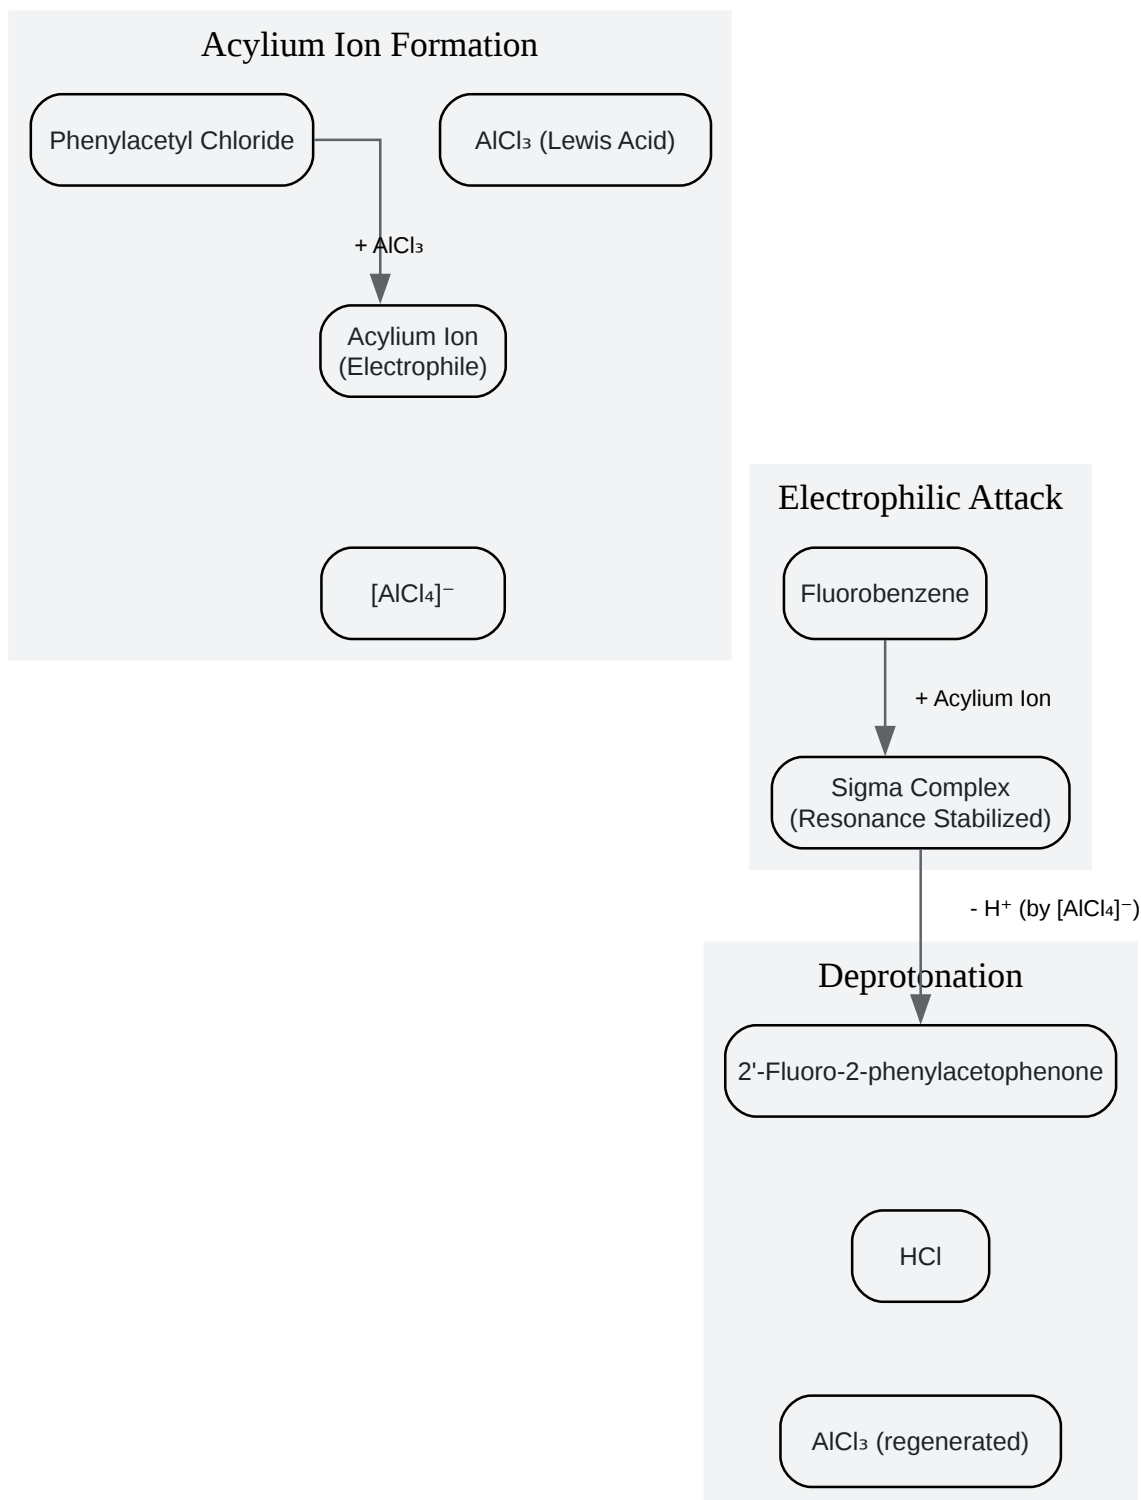 Acylium Ion Formation
Phenylacetyl Chloride
AlCl₃ (Lewis Acid)
+ AlCl₃
Acylium Ion
(Electrophile)
[AlCl₄]⁻
Electrophilic Attack
Fluorobenzene
+ Acylium Ion
Sigma Complex
(Resonance Stabilized)
- H⁺ (by [AlCl₄]⁻)
Deprotonation
2'-Fluoro-2-phenylacetophenone
HCl
AlCl₃ (regenerated)